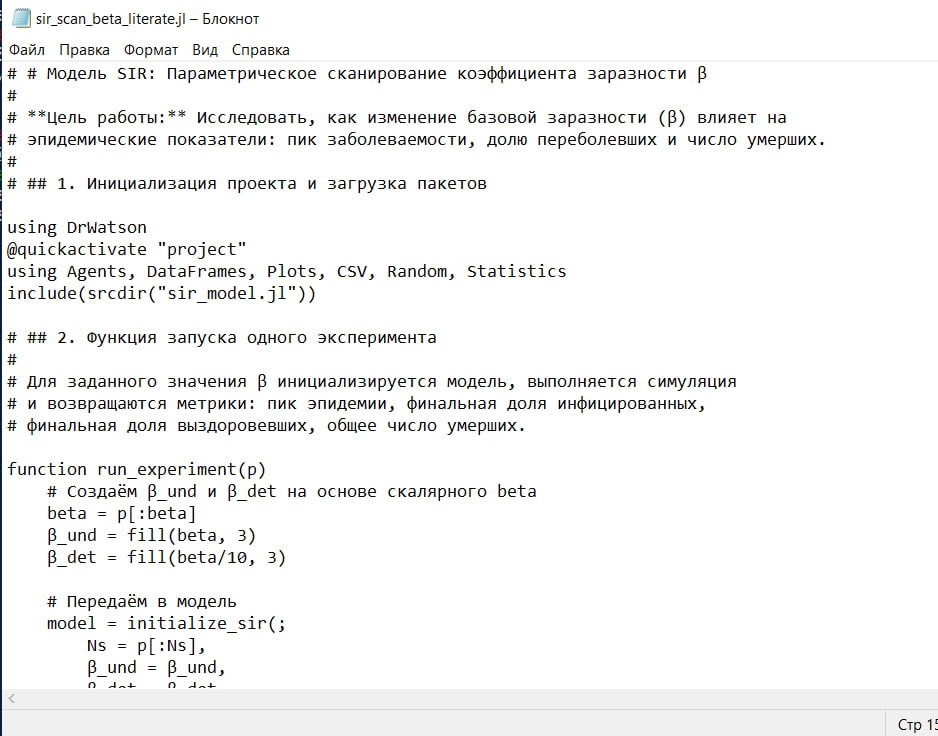 sir_scan_beta_literate.jl – Блокнот
Файл Правка Формат Вид Справка
# # Модель SIR: Параметрическое сканирование коэффициента заразности β
#
# **Цель работы:** Исследовать, как изменение базовой заразности (β) влияет на
# эпидемические показатели: пик заболеваемости, долю переболевших и число умерших.
#
# ## 1. Инициализация проекта и загрузка пакетов
using DrWatson
@quickactivate "project"
using Agents, DataFrames, Plots, CSV, Random, Statistics
include(srcdir("sir_model.jl"))
# ## 2. Функция запуска одного эксперимента
#
# Для заданного значения β инициализируется модель, выполняется симуляция
# и возвращаются метрики: пик эпидемии, финальная доля инфицированных,
# финальная доля выздоровевших, общее число умерших.
function run_experiment(p)
# Создаём β_und и β_det на основе скалярного beta
beta = p[:beta]
β_und = fill(beta, 3)
β_det = fill(beta/10, 3)
# Передаём в модель
model = initialize_sir(;
Ns = p[:Ns],
β_und = β_und,
β_det = β_det
Стр 15